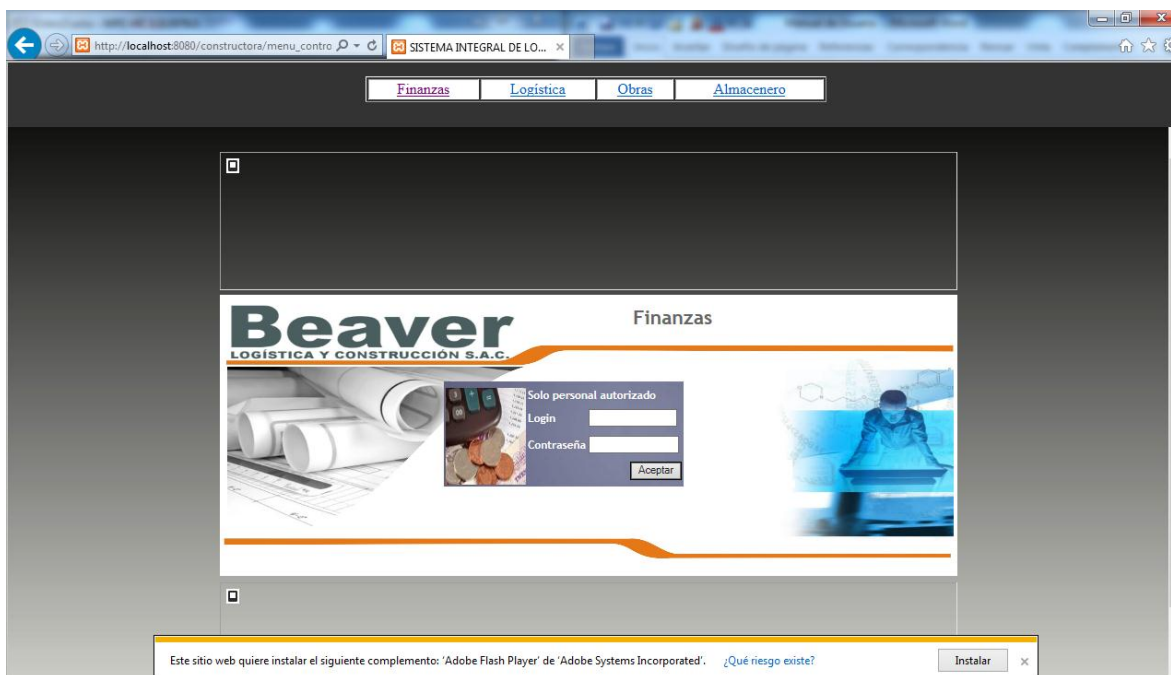 http://localhost:8080/constructora/menu_contro
SISTEMA INTEGRAL DE LO...
Finanzas Logística Obras Almacenero
Beaver
LOGÍSTICA Y CONSTRUCCIÓN S.A.C.
Finanzas
Solo personal autorizado
Login
Contraseña
Aceptar
Este sitio web quiere instalar el siguiente complemento: 'Adobe Flash Player' de 'Adobe Systems Incorporated'. ¿Qué riesgo existe? Instalar